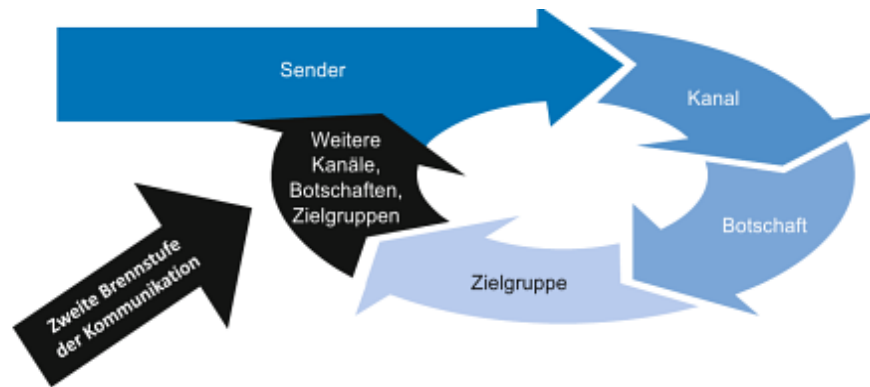 Sender
Kanal
Weitere
Kanäle,
Botschaften,
Zielgruppen
Botschaft
Zielgruppe
Zweite Brennstufe
der Kommunikation